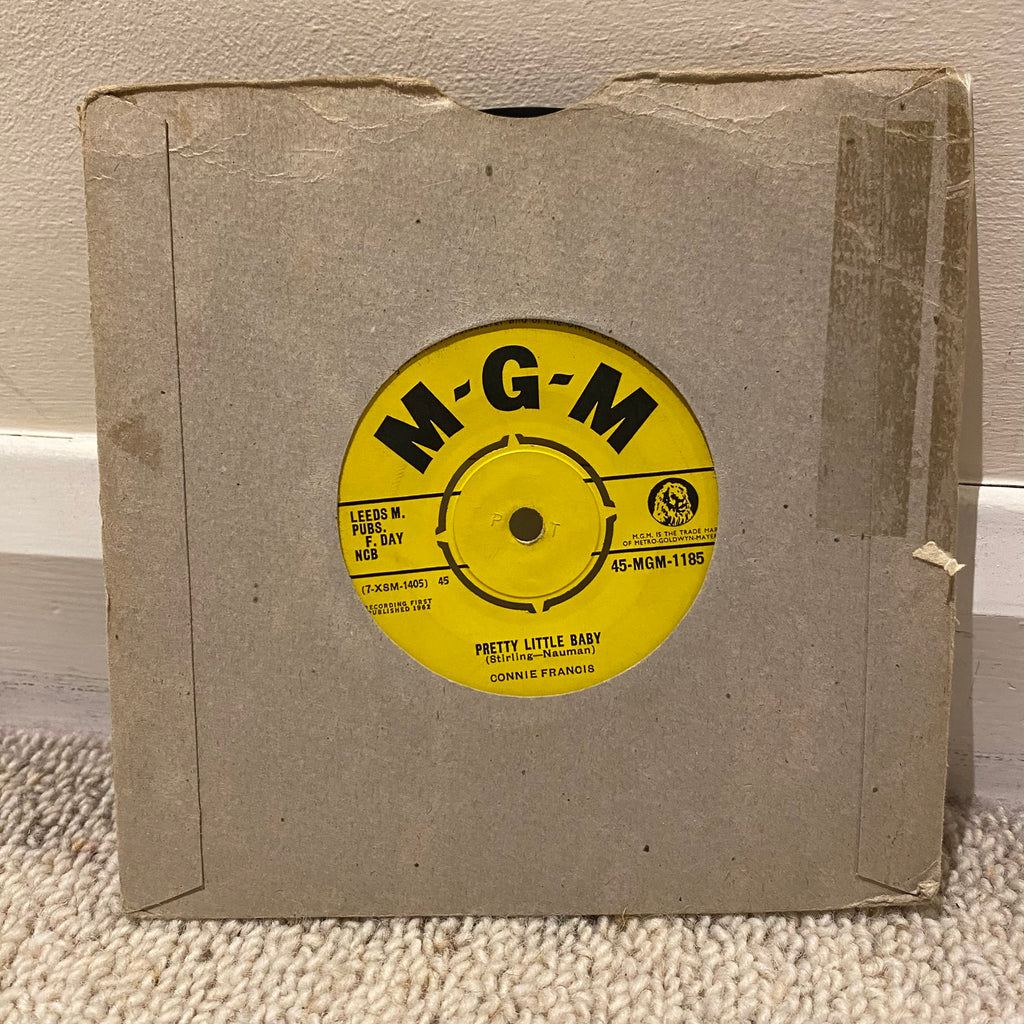 M-G-M
LEEDS M.
PUBS.
F. DAY
NCB
M.G.M. IS THE TRADE MAR
OF METRO-GOLDWYN-MAYER
(7-XSM-1405) 45
45-MGM-1185
RECORDING FIRST
PUBLISHED 1962
PRETTY LITTLE BABY
(Stirling—Nauman)
CONNIE FRANCIS